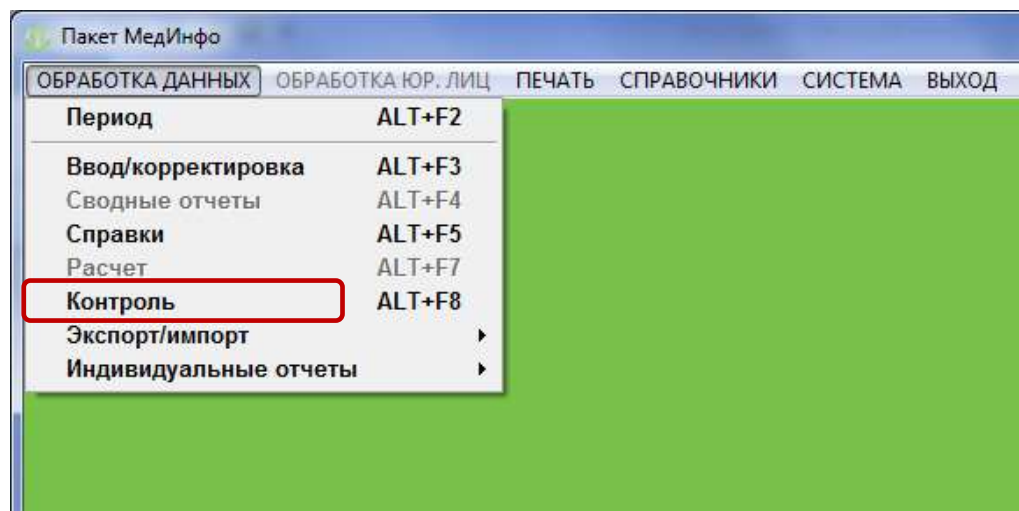 Пакет МедИнфо
ОБРАБОТКА ДАННЫХ ОБРАБОТКА ЮР. ЛИЦ ПЕЧАТЬ СПРАВОЧНИКИ СИСТЕМА ВЫХОД
Период ALT+F2
Ввод/корректировка ALT+F3
Сводные отчеты ALT+F4
Справки ALT+F5
Расчет ALT+F7
Контроль ALT+F8
Экспорт/импорт
Индивидуальные отчеты